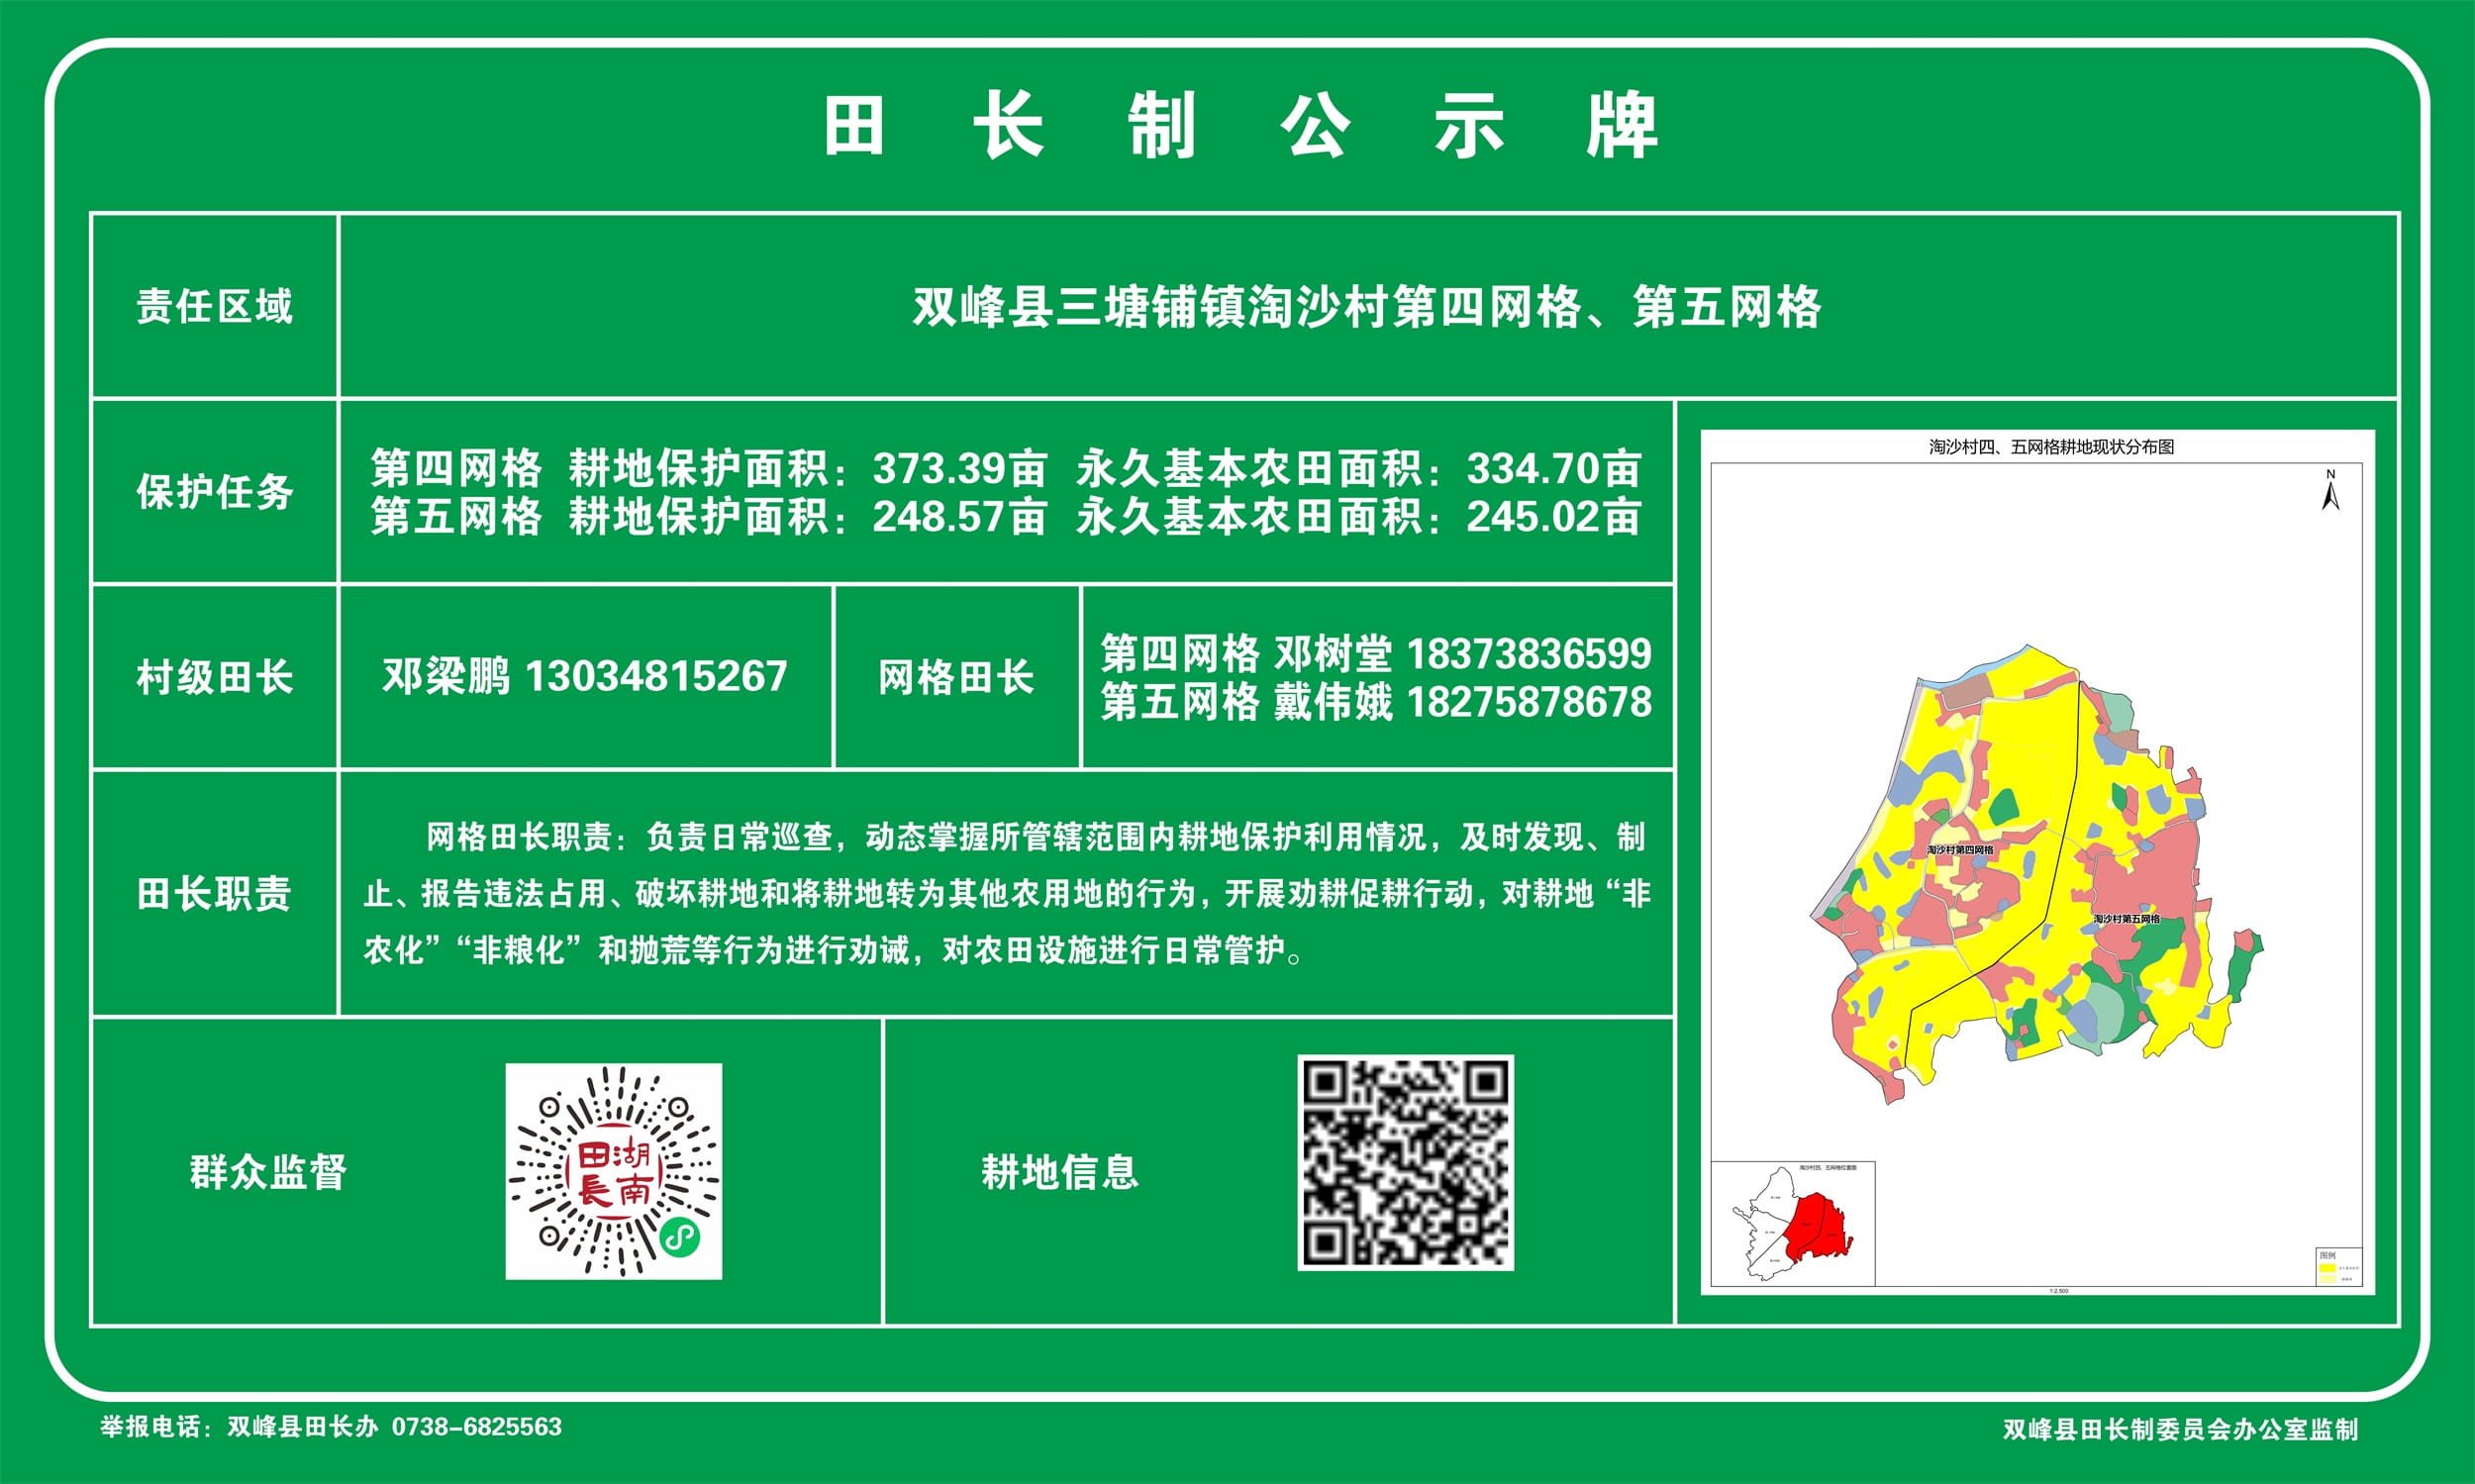 田长制公示牌
责任区域
双峰县三塘铺镇淘沙村第四网格、第五网格
保护任务
第四网格 耕地保护面积：373.39亩 永久基本农田面积：334.70亩
第五网格 耕地保护面积：248.57亩 永久基本农田面积：245.02亩
村级田长
邓梁鹏 13034815267
网格田长
第四网格 邓树堂 18373836599
第五网格 戴伟娥 18275878678
田长职责
网格田长职责：负责日常巡查，动态掌握所管辖范围内耕地保护利用情况，及时发现、制
止、报告违法占用、破坏耕地和将耕地转为其他农用地的行为，开展劝耕促耕行动，对耕地“非
农化”“非粮化”和抛荒等行为进行劝诫，对农田设施进行日常管护。
群众监督
湖南
田長
耕地信息
淘沙村四、五网格耕地现状分布图
N
淘沙村第四网格
淘沙村第五网格
淘沙村四、五网格位置图
图例
1:2,500
举报电话：双峰县田长办 0738-6825563
双峰县田长制委员会办公室监制